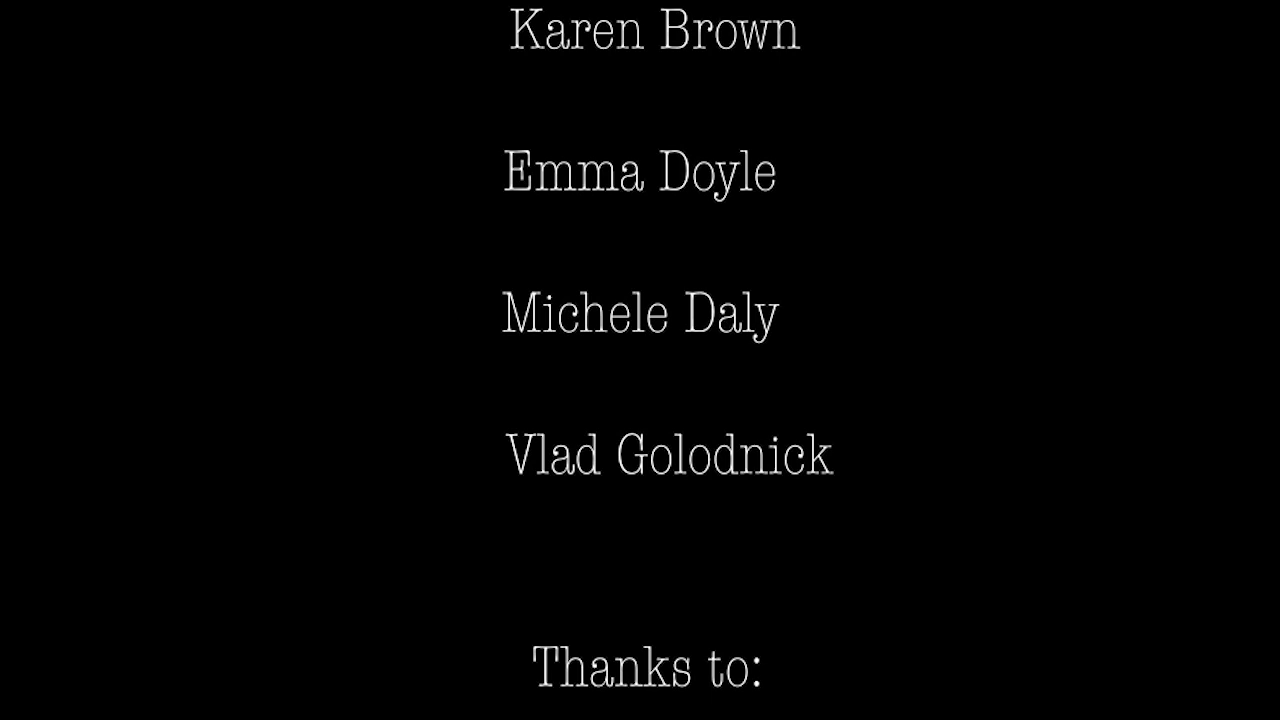 Karen Brown
Emma Doyle
Michele Daly
Vlad Golodnick
Thanks to: